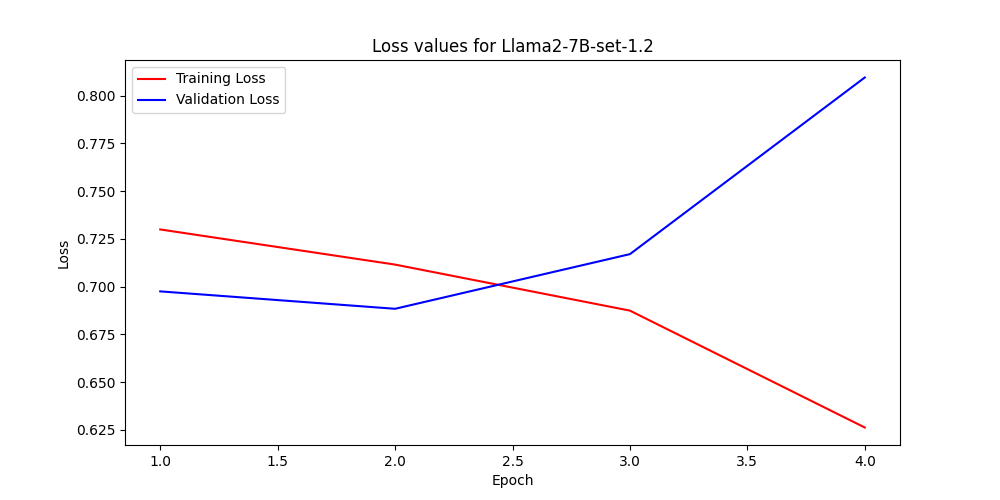 Loss values for Llama2-7B-set-1.2
Training Loss
Validation Loss
0.800
0.775
0.750
0.725
0.700
0.675
0.650
0.625
Loss
1.0 1.5 2.0 2.5 3.0 3.5 4.0
Epoch